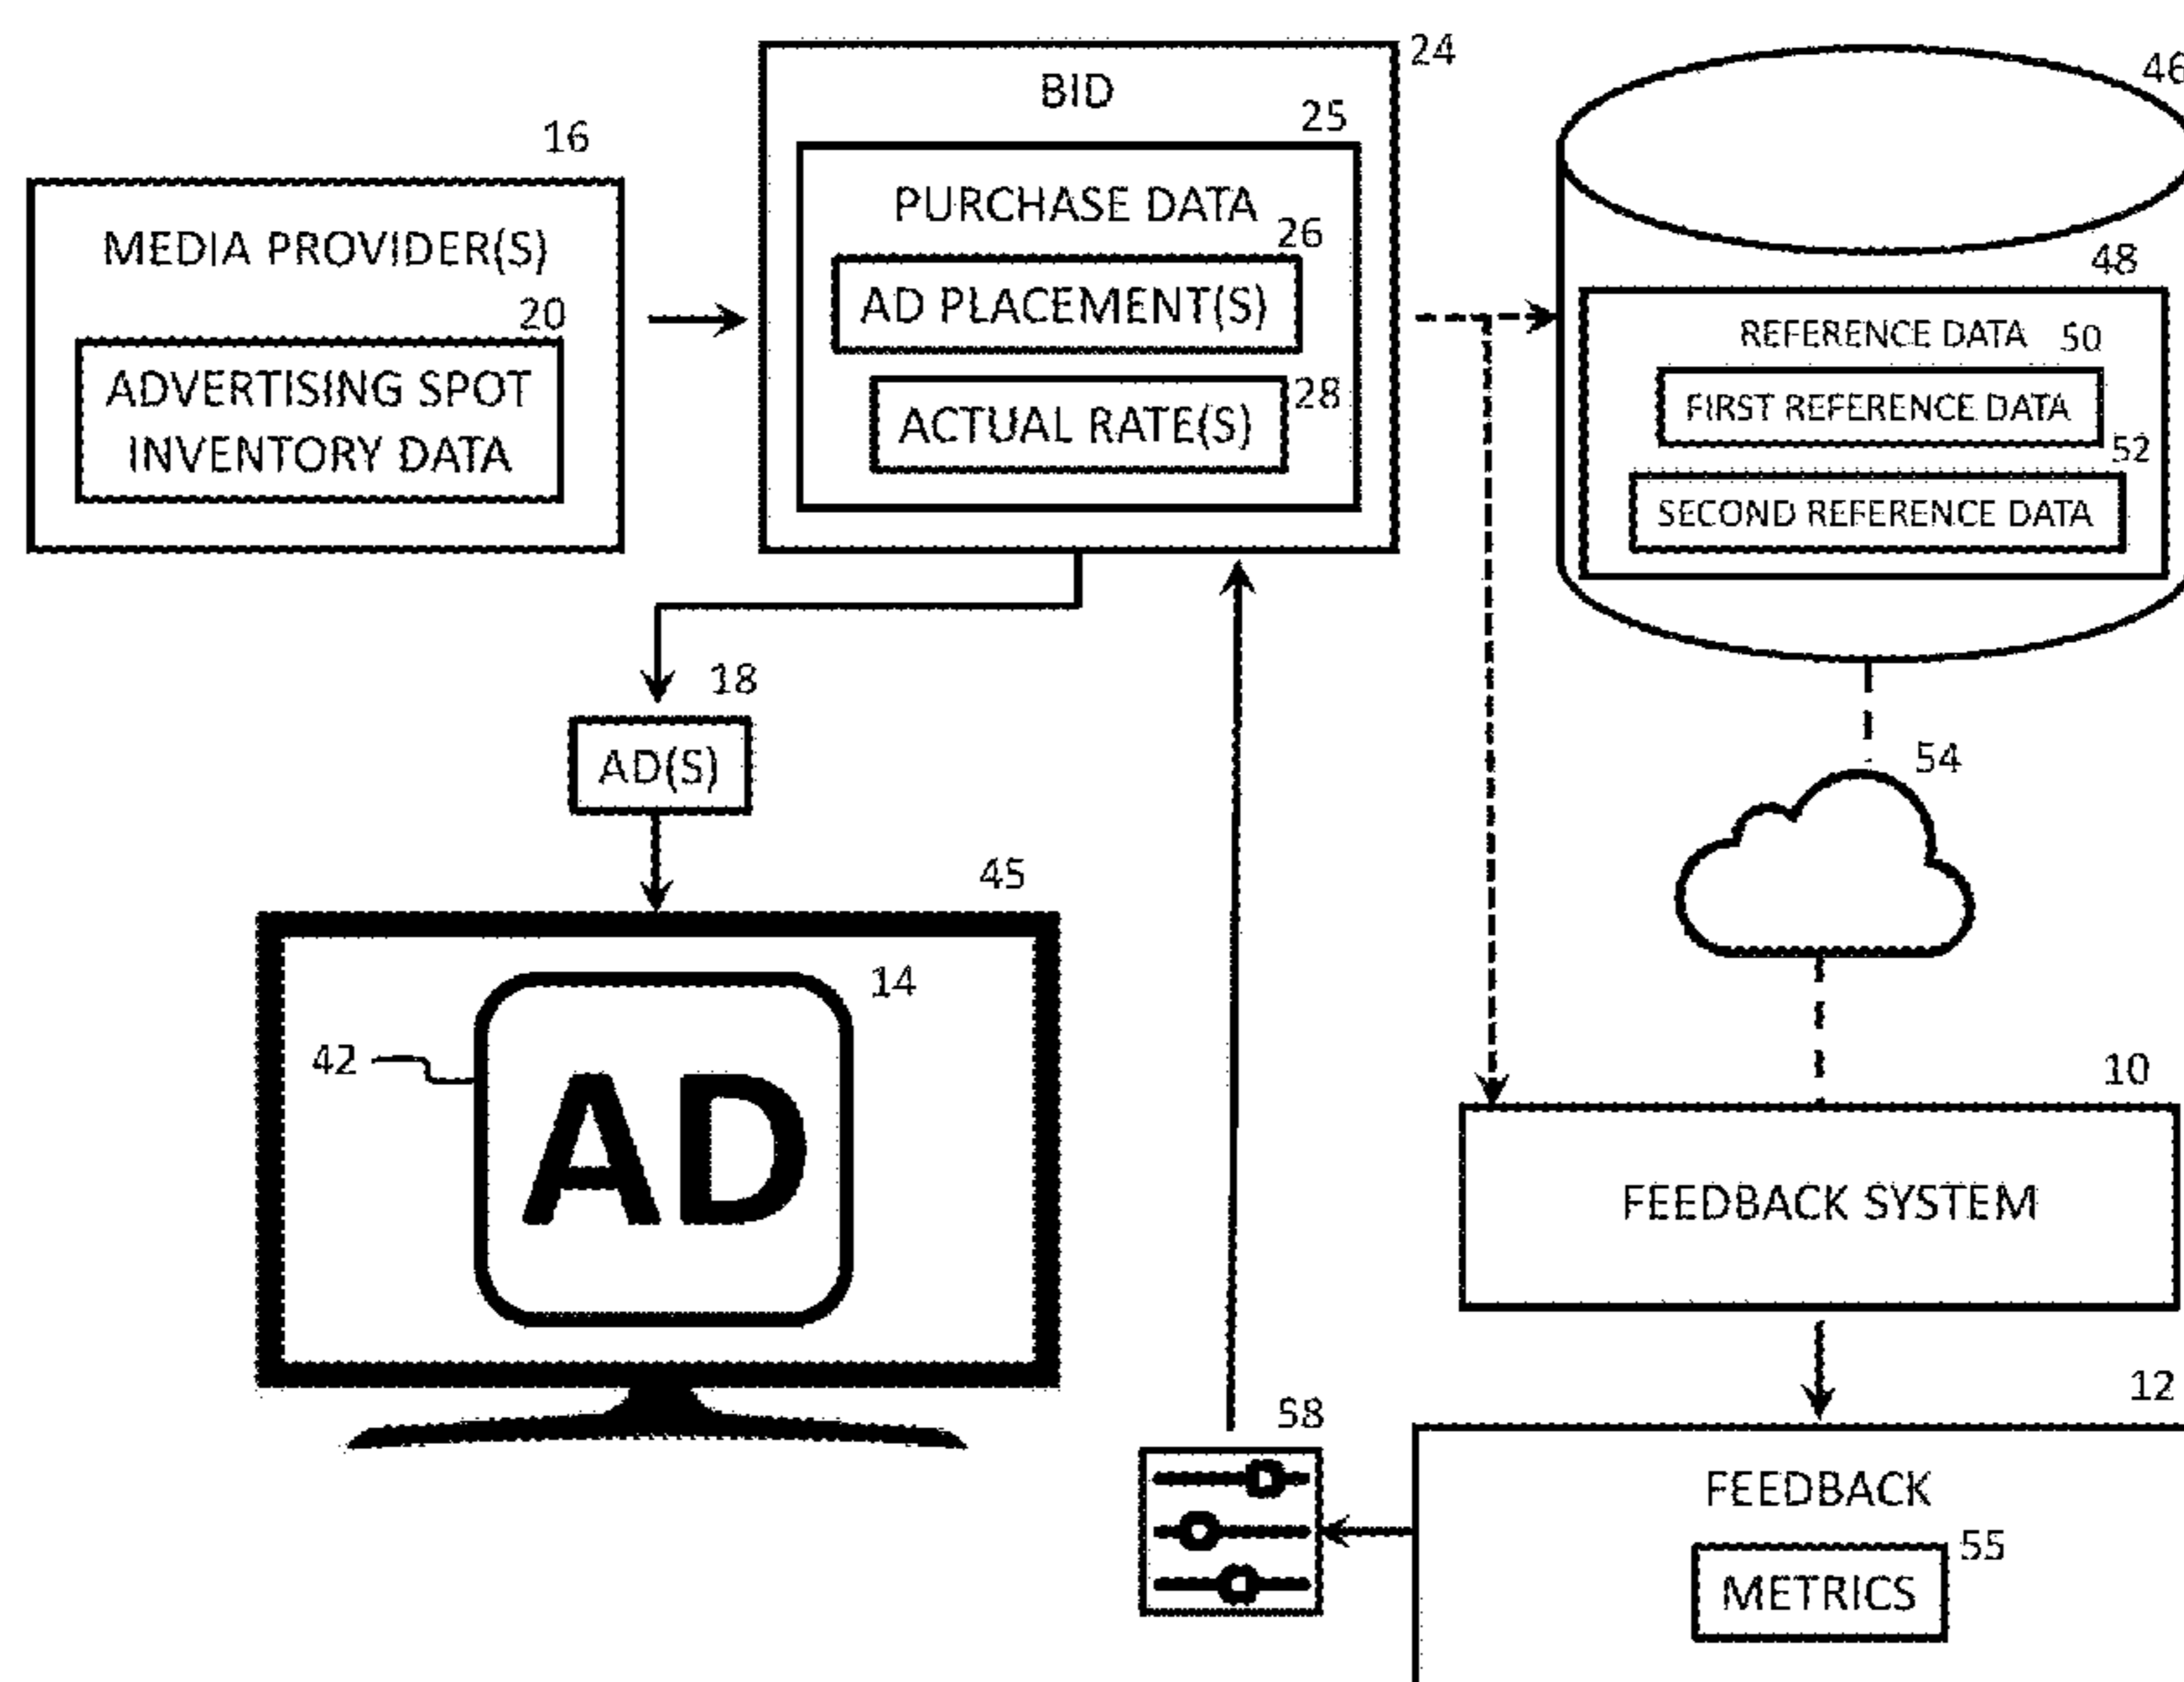 24
BID
46
16
25
MEDIA PROVIDER(S)
PURCHASE DATA
26
48
20
AD PLACEMENT(S)
REFERENCE DATA 50
ADVERTISING SPOT
INVENTORY DATA
28
ACTUAL RATE(S)
FIRST REFERENCE DATA
52
SECOND REFERENCE DATA
18
AD(S)
54
45
14
42
AD
10
FEEDBACK SYSTEM
12
58
FEEDBACK
55
METRICS